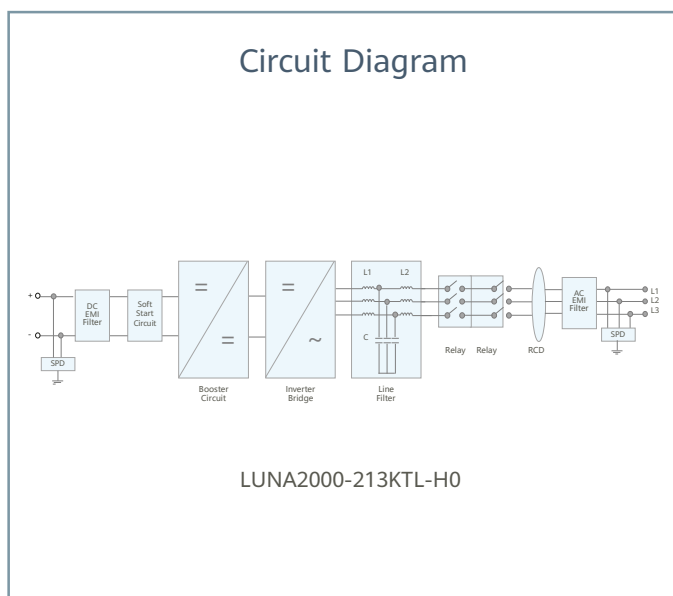 Circuit Diagram
L1
L2
+
DC
EMI
Filter
Soft
Start
Circuit
=
=
=
~
C
AC
EMI
Filter
L1
L2
L3
-
SPD
SPD
Relay
Relay
RCD
Booster
Circuit
Inverter
Bridge
Line
Filter
LUNA2000-213KTL-H0